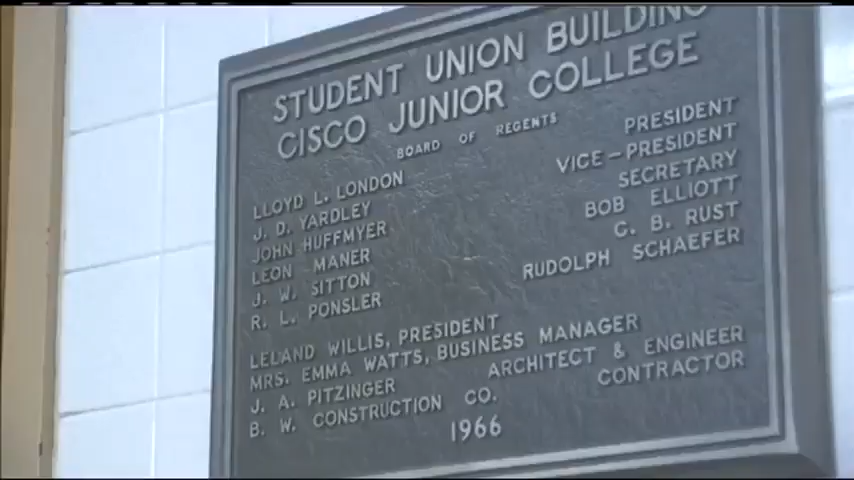 STUDENT UNION BUILDING
CISCO JUNIOR COLLEGE
BOARD OF REGENTS
LLOYD L. LONDON PRESIDENT
J. D. YARDLEY VICE-PRESIDENT
JOHN HUFFMYER SECRETARY
LEON MANER BOB ELLIOTT
J. W. SITTON C. B. RUST
R. L. PONSLER RUDOLPH SCHAEFER
LELAND WILLIS, PRESIDENT
MRS. EMMA WATTS, BUSINESS MANAGER
J. A. PITZINGER ARCHITECT & ENGINEER
B. W. CONSTRUCTION CO. CONTRACTOR
1966